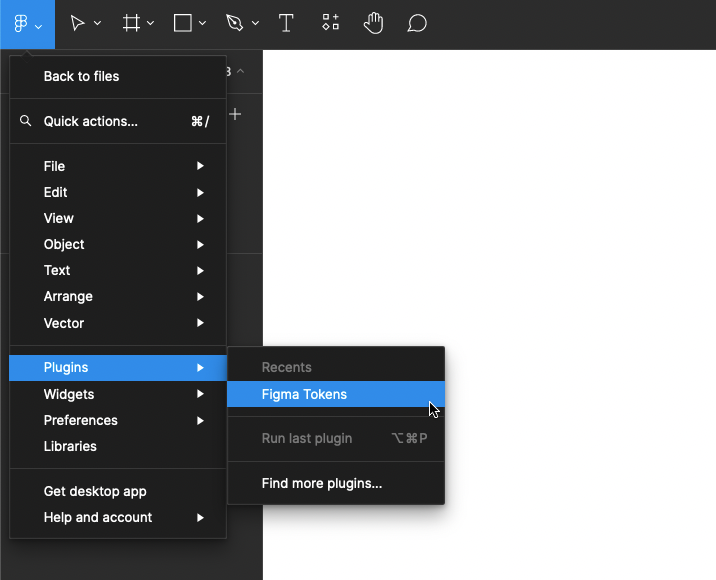 Back to files
Quick actions... ⌘/
File
Edit
View
Object
Text
Arrange
Vector
Plugins
Recents
Widgets
Figma Tokens
Preferences
Libraries
Run last plugin ⌥⌘P
Find more plugins...
Get desktop app
Help and account